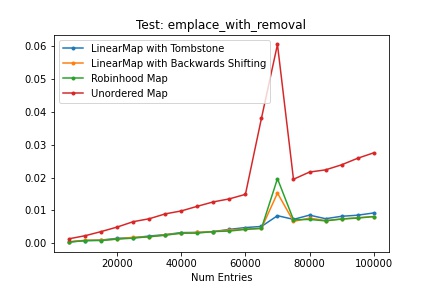 Test: emplace_with_removal
LinearMap with Tombstone
LinearMap with Backwards Shifting
Robinhood Map
Unordered Map
0.06
0.05
0.04
0.03
0.02
0.01
0.00
20000 40000 60000 80000 100000
Num Entries